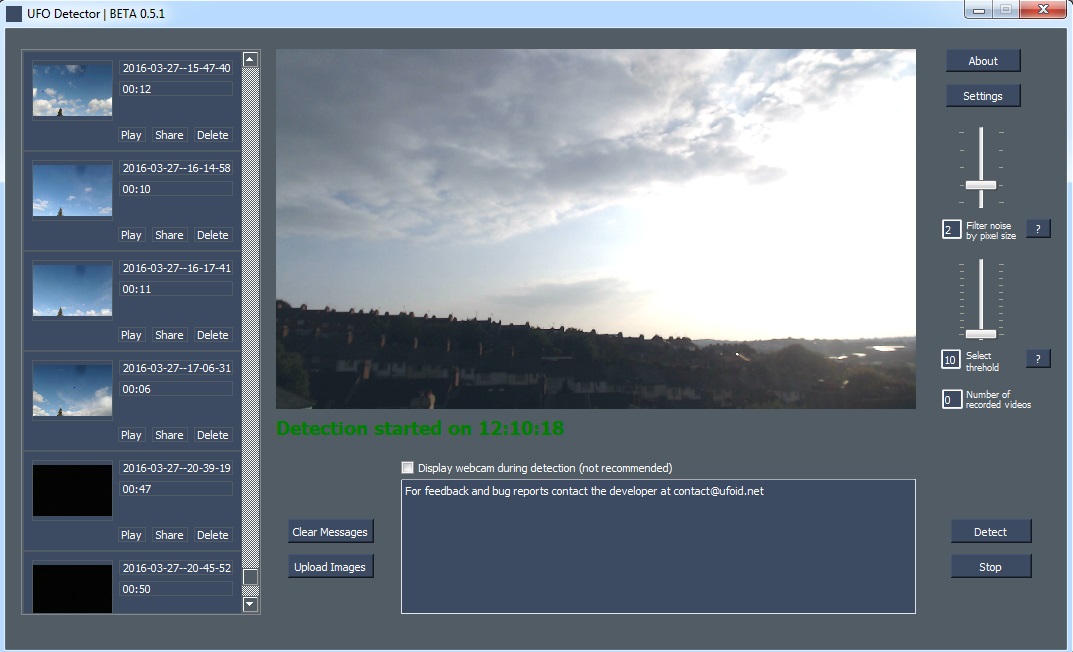 UFO Detector | BETA 0.5.1
2016-03-27--15-47-40
00:12
Play Share Delete
2016-03-27--16-14-58
00:10
Play Share Delete
2016-03-27--16-17-41
00:11
Play Share Delete
2016-03-27--17-06-31
00:06
Play Share Delete
2016-03-27--20-39-19
00:47
Play Share Delete
2016-03-27--20-45-52
00:50
Detection started on 12:10:18
Display webcam during detection (not recommended)
For feedback and bug reports contact the developer at contact@ufoid.net
Clear Messages
Upload Images
About
Settings
2
Filter noise
by pixel size
?
10
Select
threhold
?
0
Number of
recorded videos
Detect
Stop